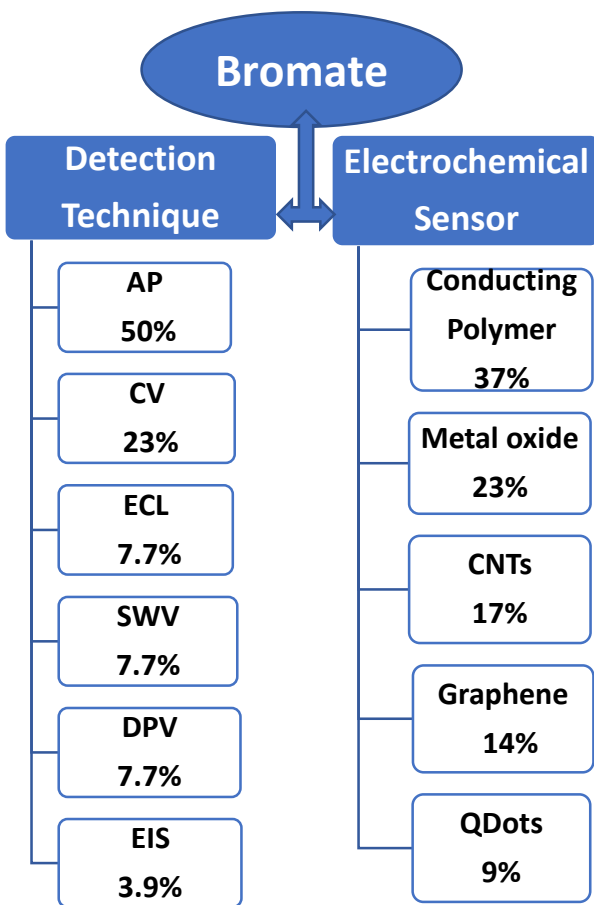 Bromate
Detection
Technique
AP
50%
CV
23%
ECL
7.7%
SWV
7.7%
DPV
7.7%
EIS
3.9%
Electrochemical
Sensor
Conducting
Polymer
37%
Metal oxide
23%
CNTs
17%
Graphene
14%
QDots
9%